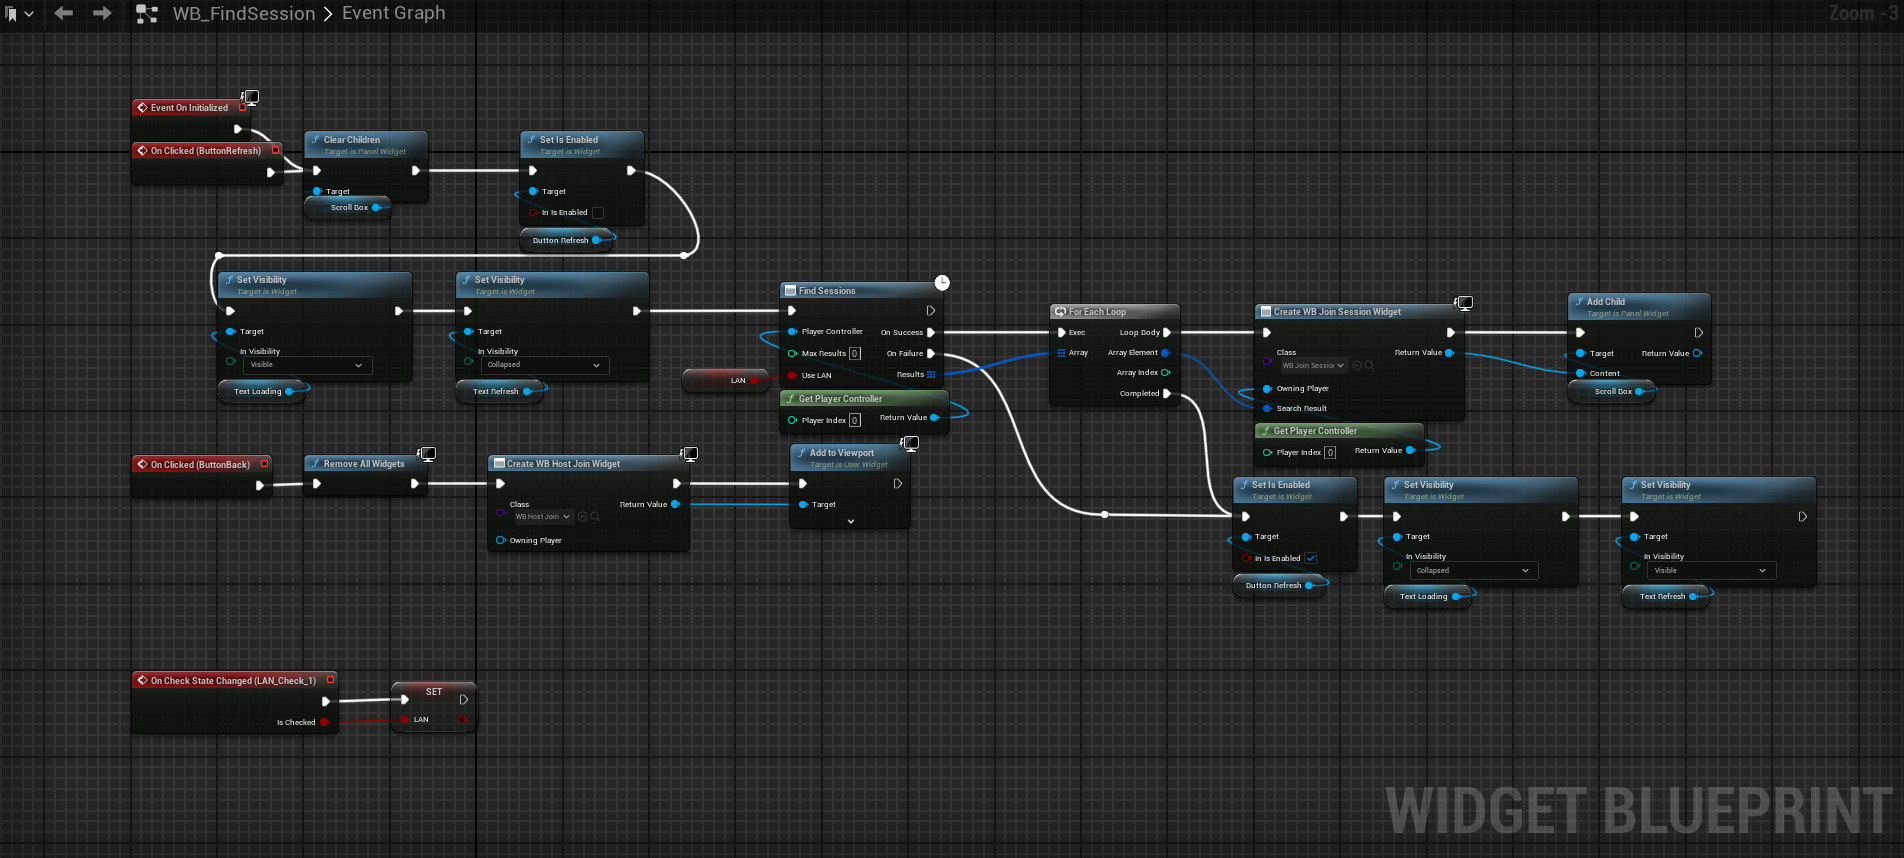 WB_FindSession > Event Graph
Zoom -3
Event On Initialized
On Clicked (ButtonRefresh)
Clear Children
Target is Panel Widget
Target
Scroll Box
Set Is Enabled
Target is Widget
Target
In Is Enabled
Button Refresh
Set Visibility
Target is Widget
Target
In Visibility
Visible
Text Loading
Set Visibility
Target is Widget
Target
In Visibility
Collapsed
Text Refresh
Find Sessions
Player Controller
On Success
Max Results 0
On Failure
Use LAN
Results
LAN
Get Player Controller
Player Index 0
Return Value
For Each Loop
Exec
Loop Body
Array
Array Element
Array Index
Completed
Create WB Join Session Widget
Class
Return Value
WB Join Sessi
Owning Player
Search Result
Get Player Controller
Player Index 0
Return Value
Add Child
Target is Panel Widget
Target
Return Value
Content
Scroll Box
On Clicked (ButtonBack)
Remove All Widgets
Create WB Host Join Widget
Class
Return Value
WB Host Join
Owning Player
Add to Viewport
Target is User Widget
Target
Set Is Enabled
Target is Widget
Target
In Is Enabled
Button Refresh
Set Visibility
Target is Widget
Target
In Visibility
Collapsed
Text Loading
Set Visibility
Target is Widget
Target
In Visibility
Visible
Text Refresh
On Check State Changed (LAN_Check_1)
Is Checked
SET
LAN
WIDGET BLUEPRINT